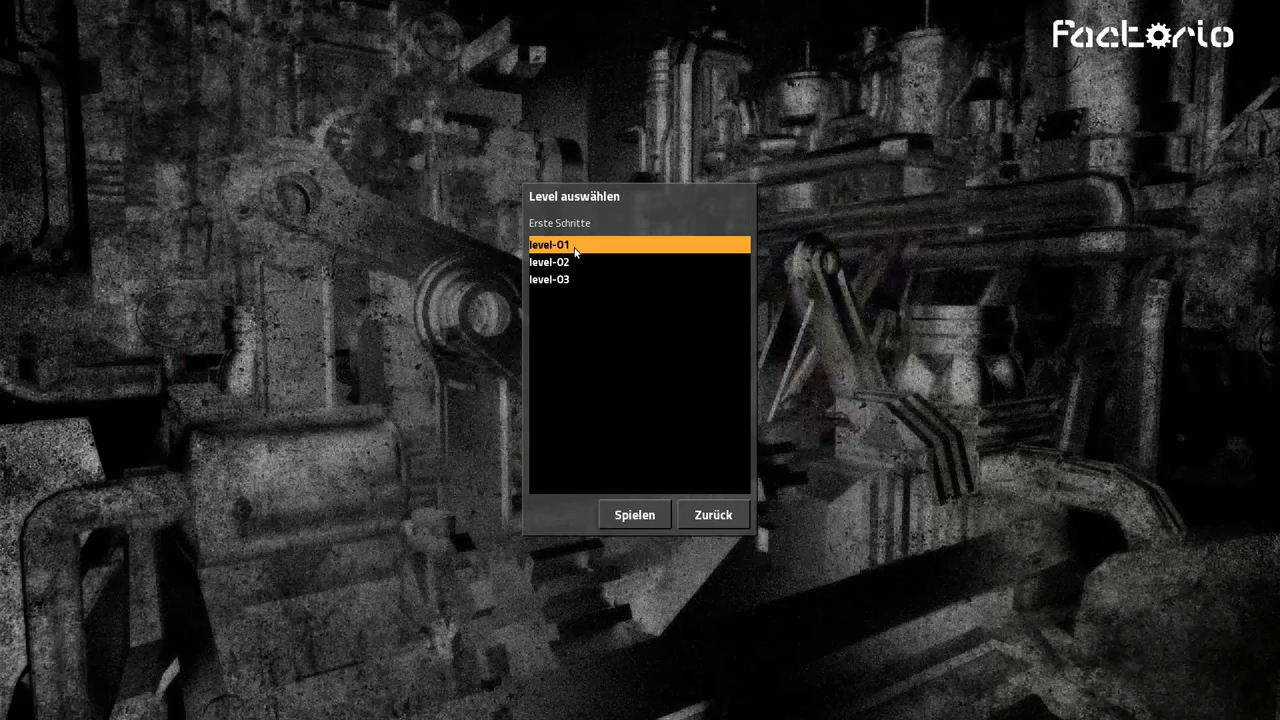 Factorio
Level auswählen
Erste Schritte
level-01
level-02
level-03
Spielen Zurück